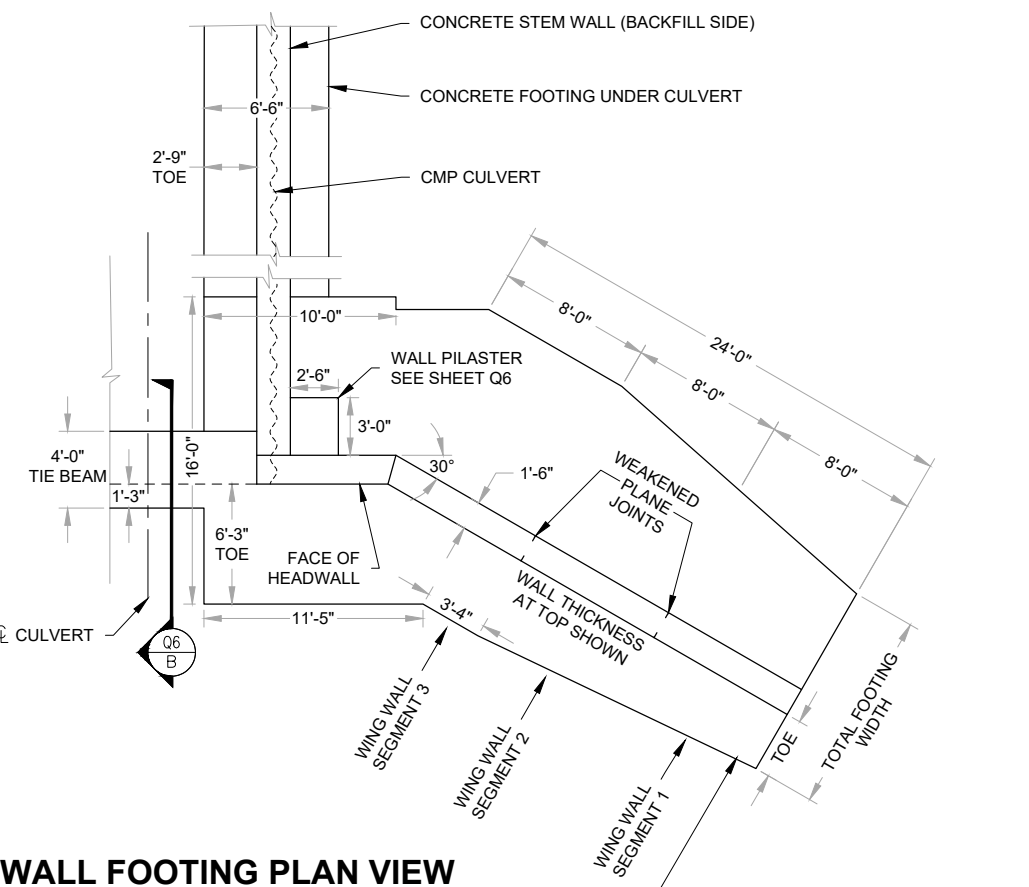 CONCRETE STEM WALL (BACKFILL SIDE)
CONCRETE FOOTING UNDER CULVERT
6'-6"
2'-9"
TOE
CMP CULVERT
10'-0"
8'-0"
24'-0"
8'-0"
8'-0"
WALL PILASTER
SEE SHEET Q6
2'-6"
3'-0"
4'-0"
TIE BEAM
1'-3"
16'-0"
30°
1'-6"
WEAKENED
PLANE
JOINTS
6'-3"
TOE
FACE OF
HEADWALL
WALL THICKNESS
AT TOP SHOWN
11'-5"
3'-4"
℄ CULVERT
Q6
B
WING WALL
SEGMENT 3
WING WALL
SEGMENT 2
WING WALL
SEGMENT 1
TOE
TOTAL FOOTING
WIDTH
WALL FOOTING PLAN VIEW